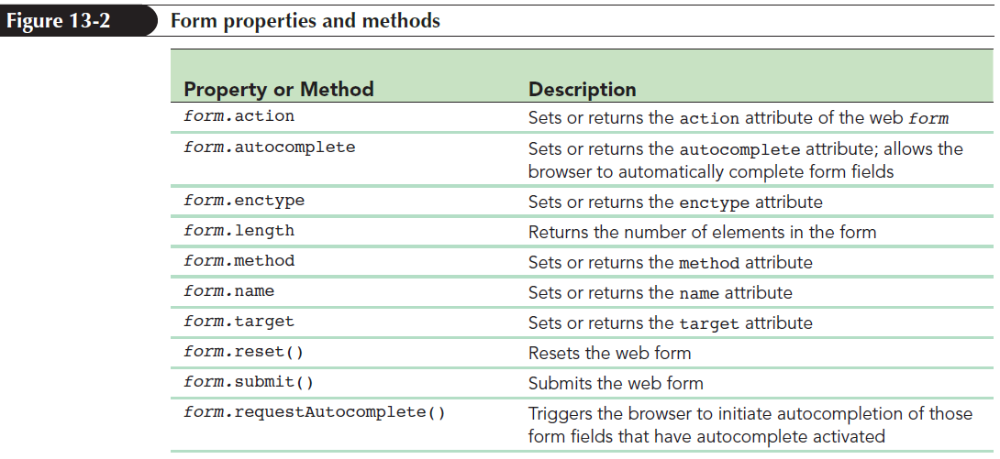 Figure 13-2 Form properties and methods
Property or Method Description
form.action Sets or returns the action attribute of the web form
form.autocomplete Sets or returns the autocomplete attribute; allows the
browser to automatically complete form fields
form.enctype Sets or returns the enctype attribute
form.length Returns the number of elements in the form
form.method Sets or returns the method attribute
form.name Sets or returns the name attribute
form.target Sets or returns the target attribute
form.reset() Resets the web form
form.submit() Submits the web form
form.requestAutocomplete() Triggers the browser to initiate autocompletion of those
form fields that have autocomplete activated